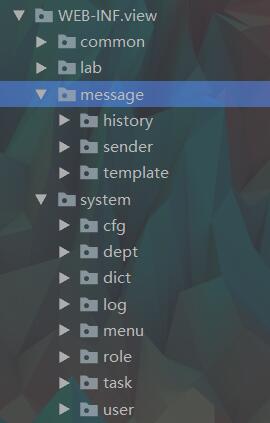 WEB-INF.view
common
lab
message
history
sender
template
system
cfg
dept
dict
log
menu
role
task
user